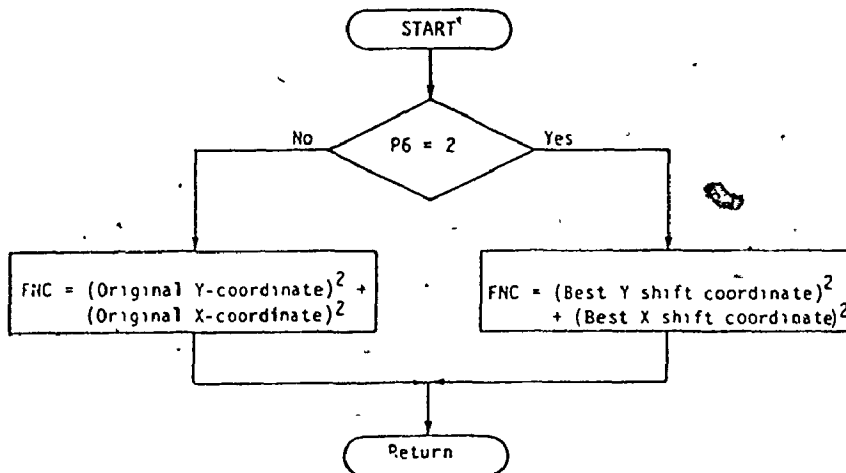 START
P6 = 2
No
Yes
FNC = (Original Y-coordinate)² +
(Original X-coordinate)²
FNC = (Best Y shift coordinate)²
+ (Best X shift coordinate)²
Return